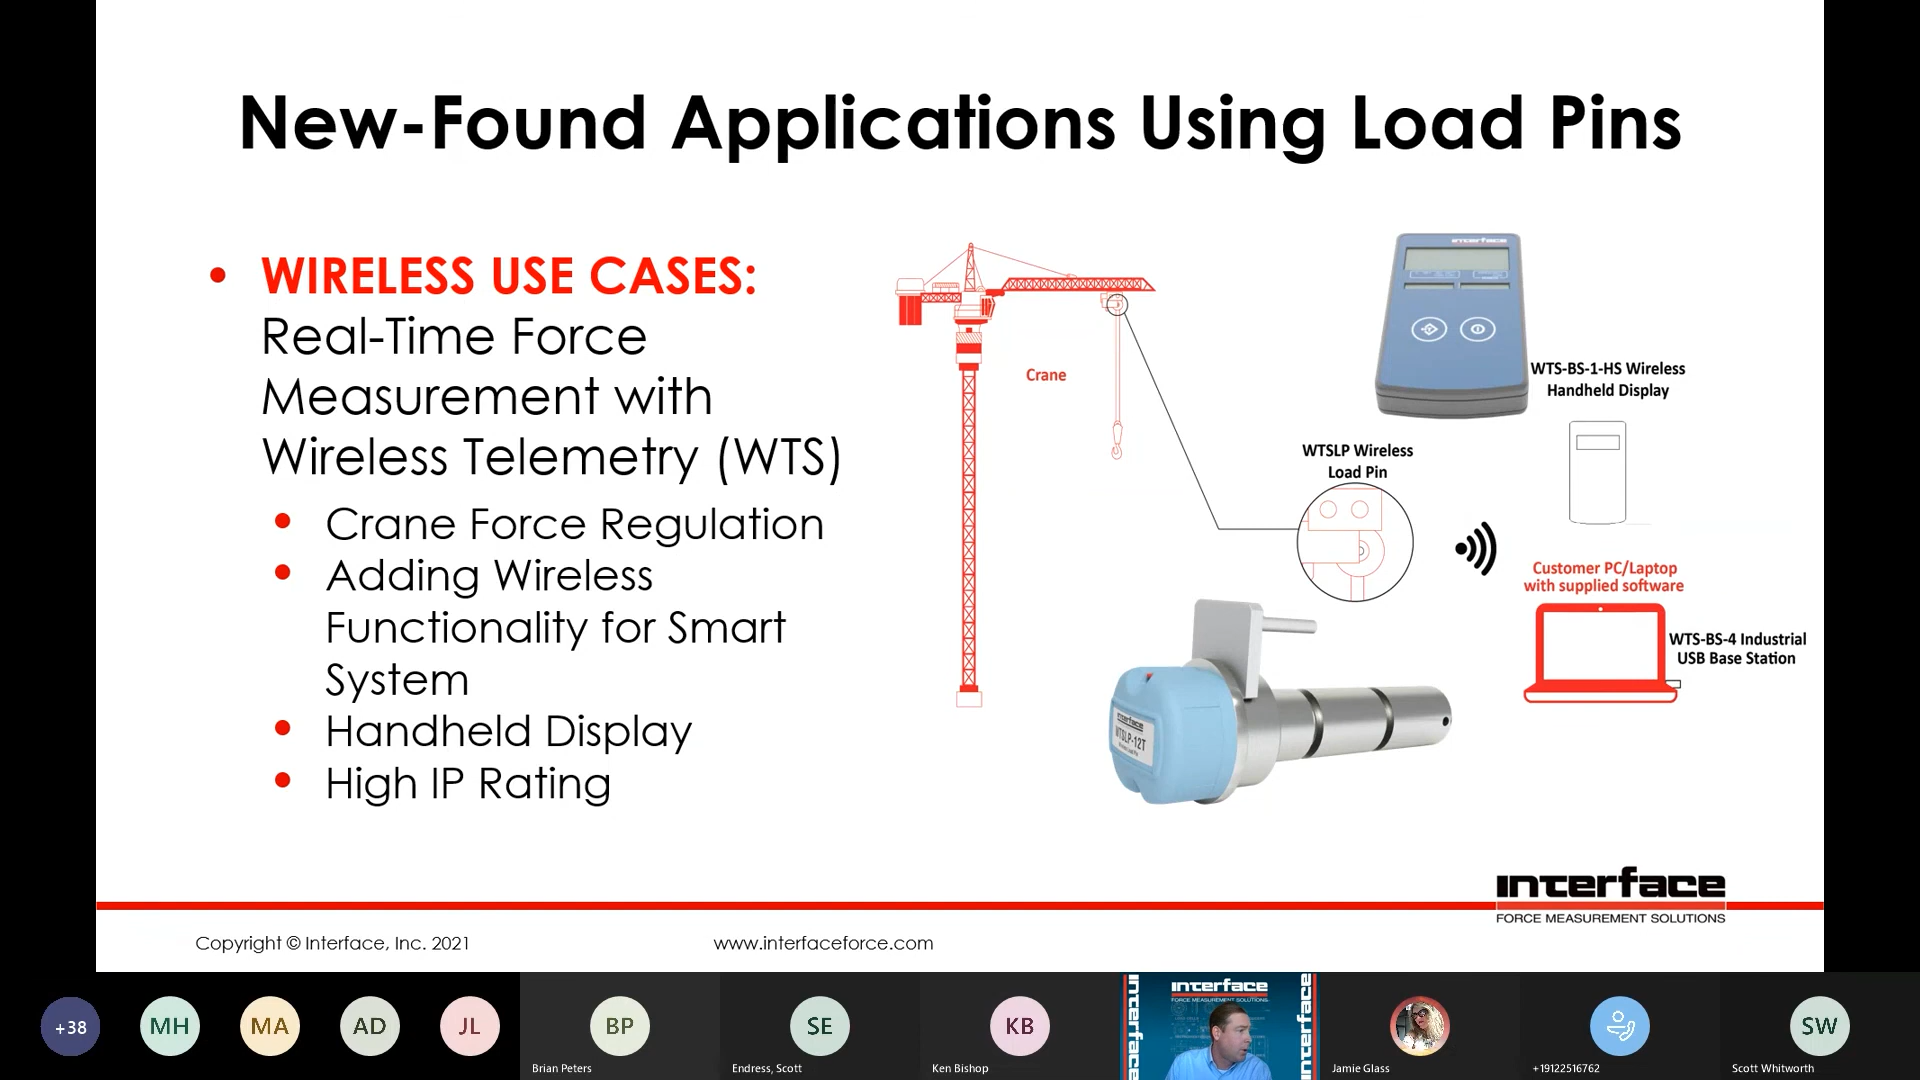 New-Found Applications Using Load Pins
WIRELESS USE CASES:
Real-Time Force
Measurement with
Wireless Telemetry (WTS)
Crane Force Regulation
Adding Wireless
Functionality for Smart
System
Handheld Display
High IP Rating
Crane
interface
WTS-BS-1-HS Wireless
Handheld Display
WTSLP Wireless
Load Pin
Customer PC/Laptop
with supplied software
WTS-BS-4 Industrial
USB Base Station
interface
WTSLP-12T
interface
FORCE MEASUREMENT SOLUTIONS
Copyright © Interface, Inc. 2021
www.interfaceforce.com
+38
MH
MA
AD
JL
BP
Brian Peters
SE
Endress, Scott
KB
Ken Bishop
interface
interface
FORCE MEASUREMENT SOLUTIONS
interface
Jamie Glass
+19122516762
SW
Scott Whitworth